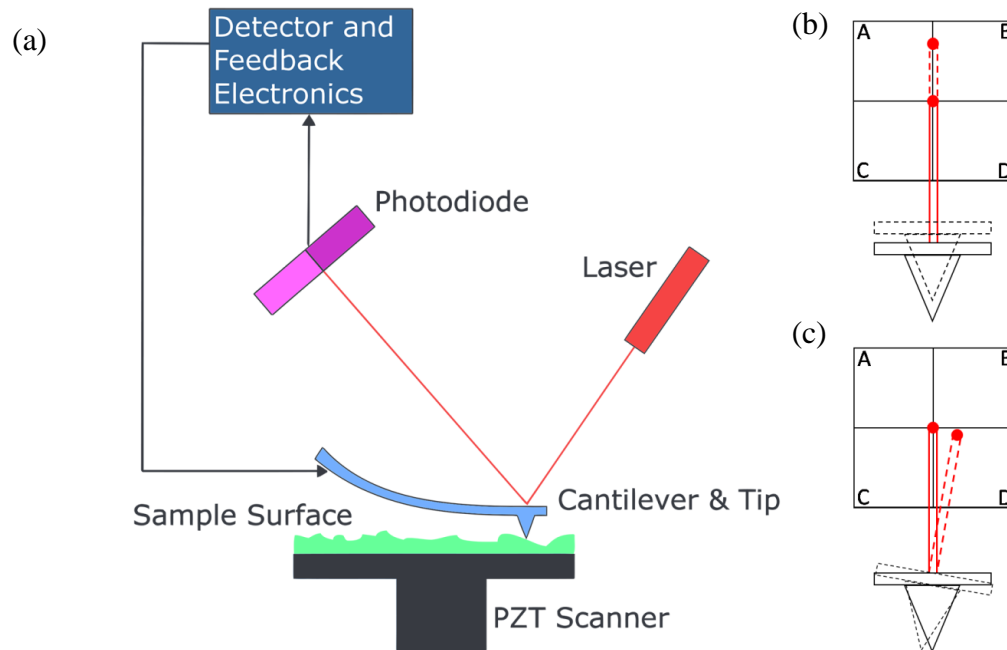 (a)
Detector and
Feedback
Electronics
Photodiode
Laser
Cantilever & Tip
Sample Surface
PZT Scanner
(b)
A
C
D
(c)
A
C
D